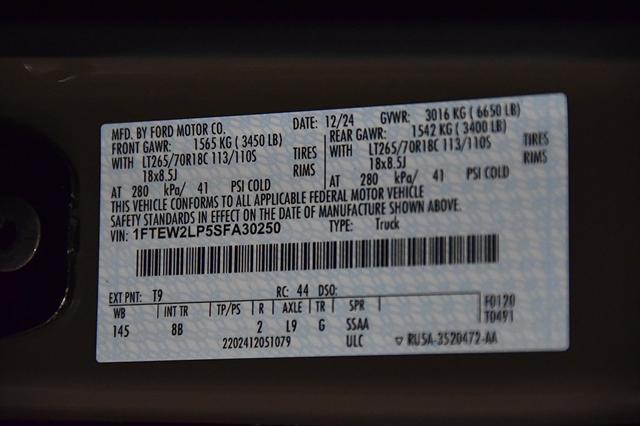 MFD. BY FORD MOTOR CO. DATE: 12/24 GVWR: 3016 KG ( 6650 LB)
FRONT GAWR: 1565 KG ( 3450 LB) REAR GAWR: 1542 KG ( 3400 LB)
WITH LT265/70R18C 113/110S TIRES WITH LT265/70R18C 113/110S TIRES
18x8.5J RIMS 18x8.5J RIMS
AT 280 kPa/ 41 PSI COLD AT 280 kPa/ 41 PSI COLD
THIS VEHICLE CONFORMS TO ALL APPLICABLE FEDERAL MOTOR VEHICLE
SAFETY STANDARDS IN EFFECT ON THE DATE OF MANUFACTURE SHOWN ABOVE.
VIN: 1FTEW2LP5SFA30250 TYPE: Truck
EXT PNT: T9 RC: 44 DSO: F0120
WB INT TR TP/PS R AXLE TR SPR T0491
145 8B 2 L9 G SSAA
2202412051079 ULC ▽ RU5A-3520472-AA